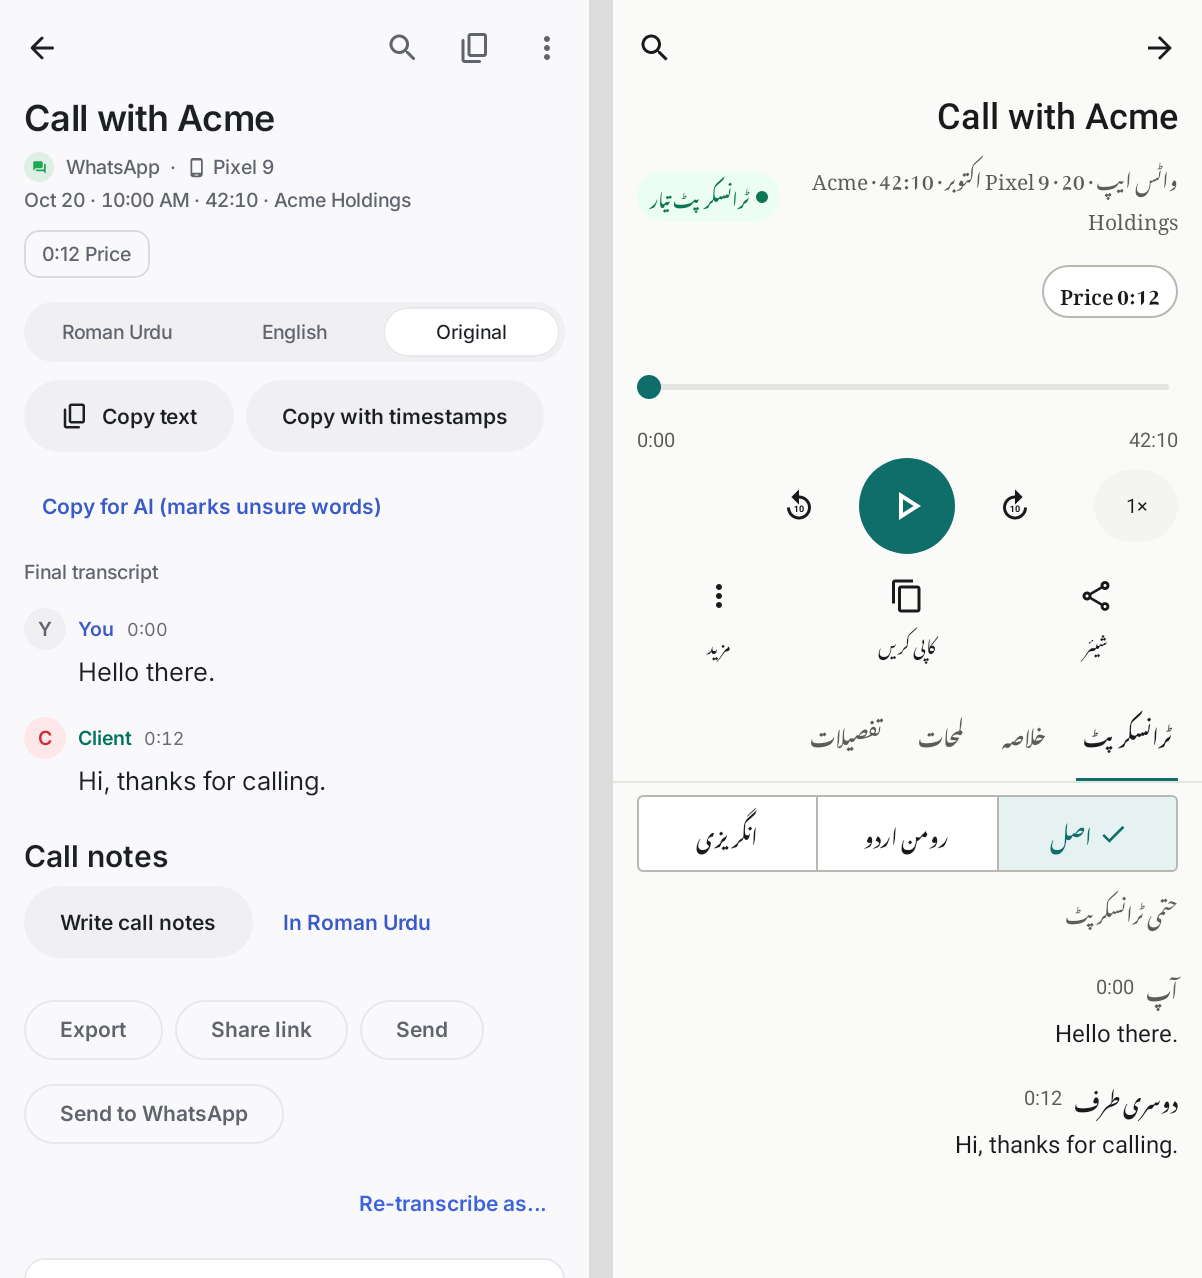 Call with Acme
WhatsApp · Pixel 9
Oct 20 · 10:00 AM · 42:10 · Acme Holdings
0:12 Price
Roman Urdu English Original
Copy text Copy with timestamps
Copy for AI (marks unsure words)
Final transcript
Y You 0:00
Hello there.
C Client 0:12
Hi, thanks for calling.
Call notes
Write call notes In Roman Urdu
Export Share link Send
Send to WhatsApp
Re-transcribe as...
Call with Acme
واٹس ایپ · Pixel 9 · 20 اکتوبر · 42:10 · Acme
Holdings
ٹرانسکرپٹ تیار
Price 0:12
0:00 42:10
10 10 1×
شیئر کاپی کریں مزید
ٹرانسکرپٹ خلاصہ لمحات تفصیلات
اصل رومن اردو انگریزی
حتمی ٹرانسکرپٹ
آپ 0:00
Hello there.
دوسری طرف 0:12
Hi, thanks for calling.